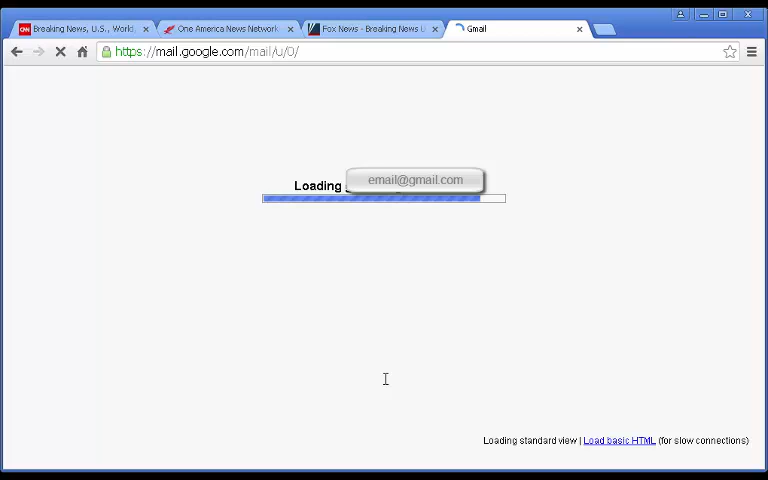 Breaking News, U.S., World,
One America News Network
Fox News - Breaking News U
Gmail
https://mail.google.com/mail/u/0/
Loading
email@gmail.com
Loading standard view | Load basic HTML (for slow connections)